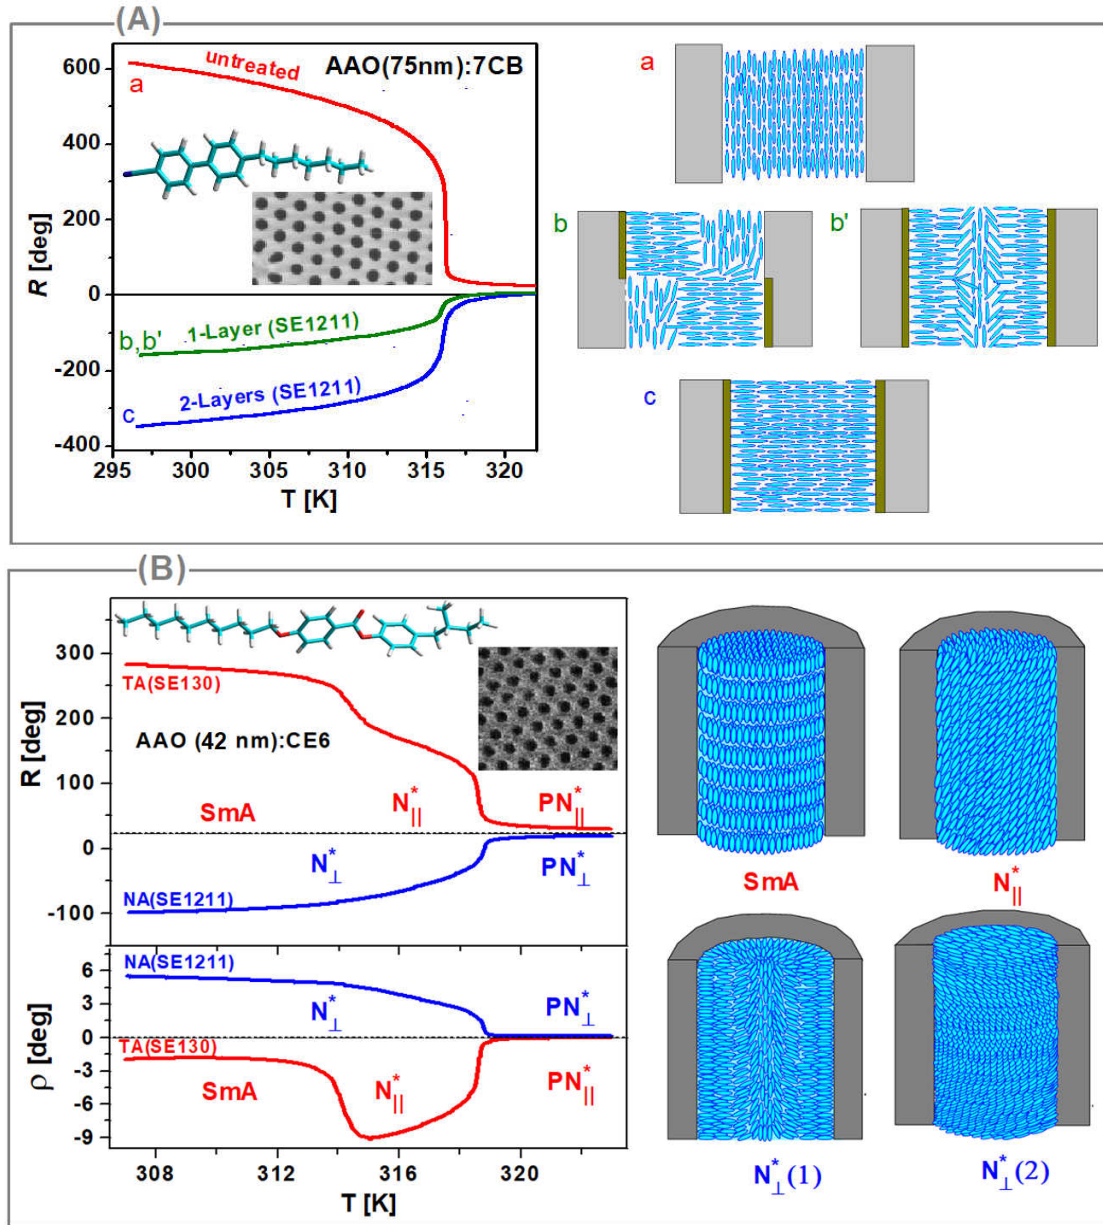 (A)
R [deg]
600
400
200
0
-200
-400
untreated
a
AAO(75nm):7CB
b,b'
1-Layer (SE1211)
c
2-Layers (SE1211)
295 300 305 310 315 320
T [K]
a
b
b'
c
(B)
R [deg]
300
200
100
0
-100
TA(SE130)
AAO (42 nm):CE6
SmA
N*||
PN*||
N*⊥
PN*⊥
NA(SE1211)
ρ [deg]
6
3
0
-3
-6
-9
NA(SE1211)
N*⊥
PN*⊥
TA(SE130)
SmA
N*||
PN*||
308 312 316 320
T [K]
SmA
N*||
N*⊥(1)
N*⊥(2)